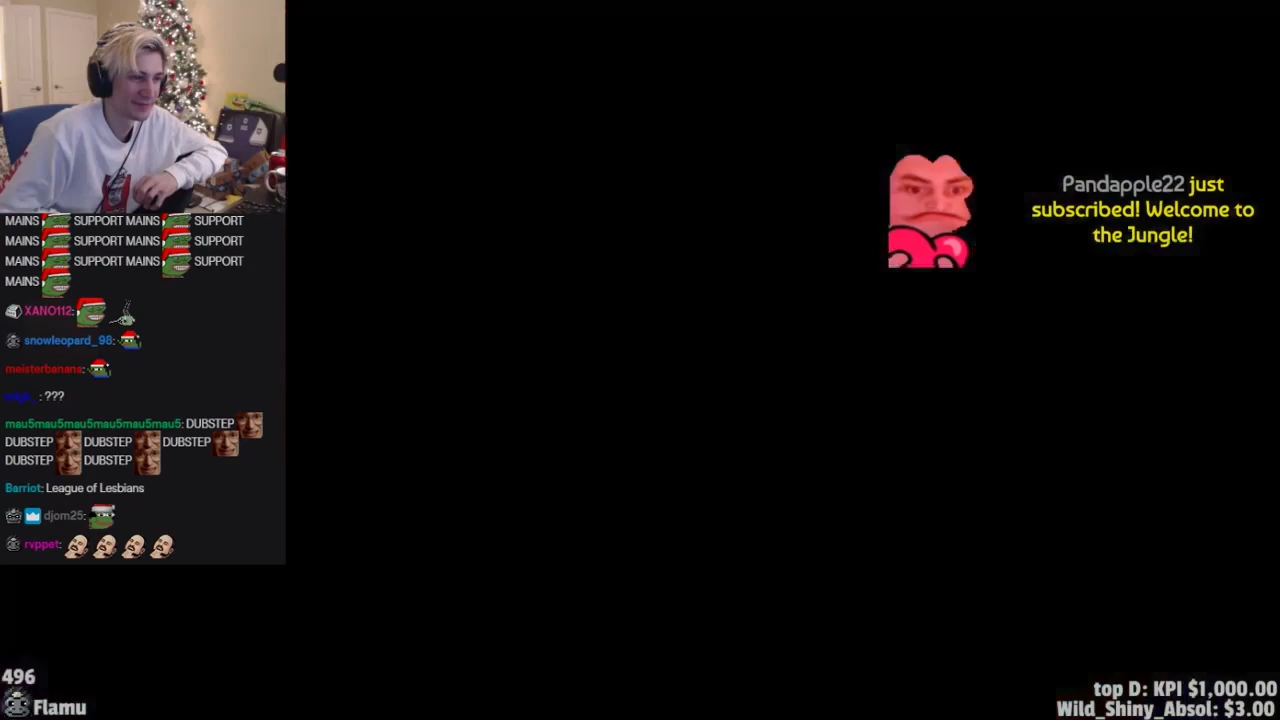 MAINS SUPPORT MAINS SUPPORT
MAINS SUPPORT MAINS SUPPORT
MAINS SUPPORT MAINS SUPPORT
MAINS
XANO112:
snowleopard_98:
meisterbanans:
: ???
mau5mau5mau5mau5mau5mau5: DUBSTEP
DUBSTEP DUBSTEP DUBSTEP
DUBSTEP DUBSTEP
Barriot: League of Lesbians
djom25:
rvppet:
Pandapple22 just
subscribed! Welcome to
the Jungle!
496
Flamu
top D: KPI $1,000.00
Wild_Shiny_Absol: $3.00